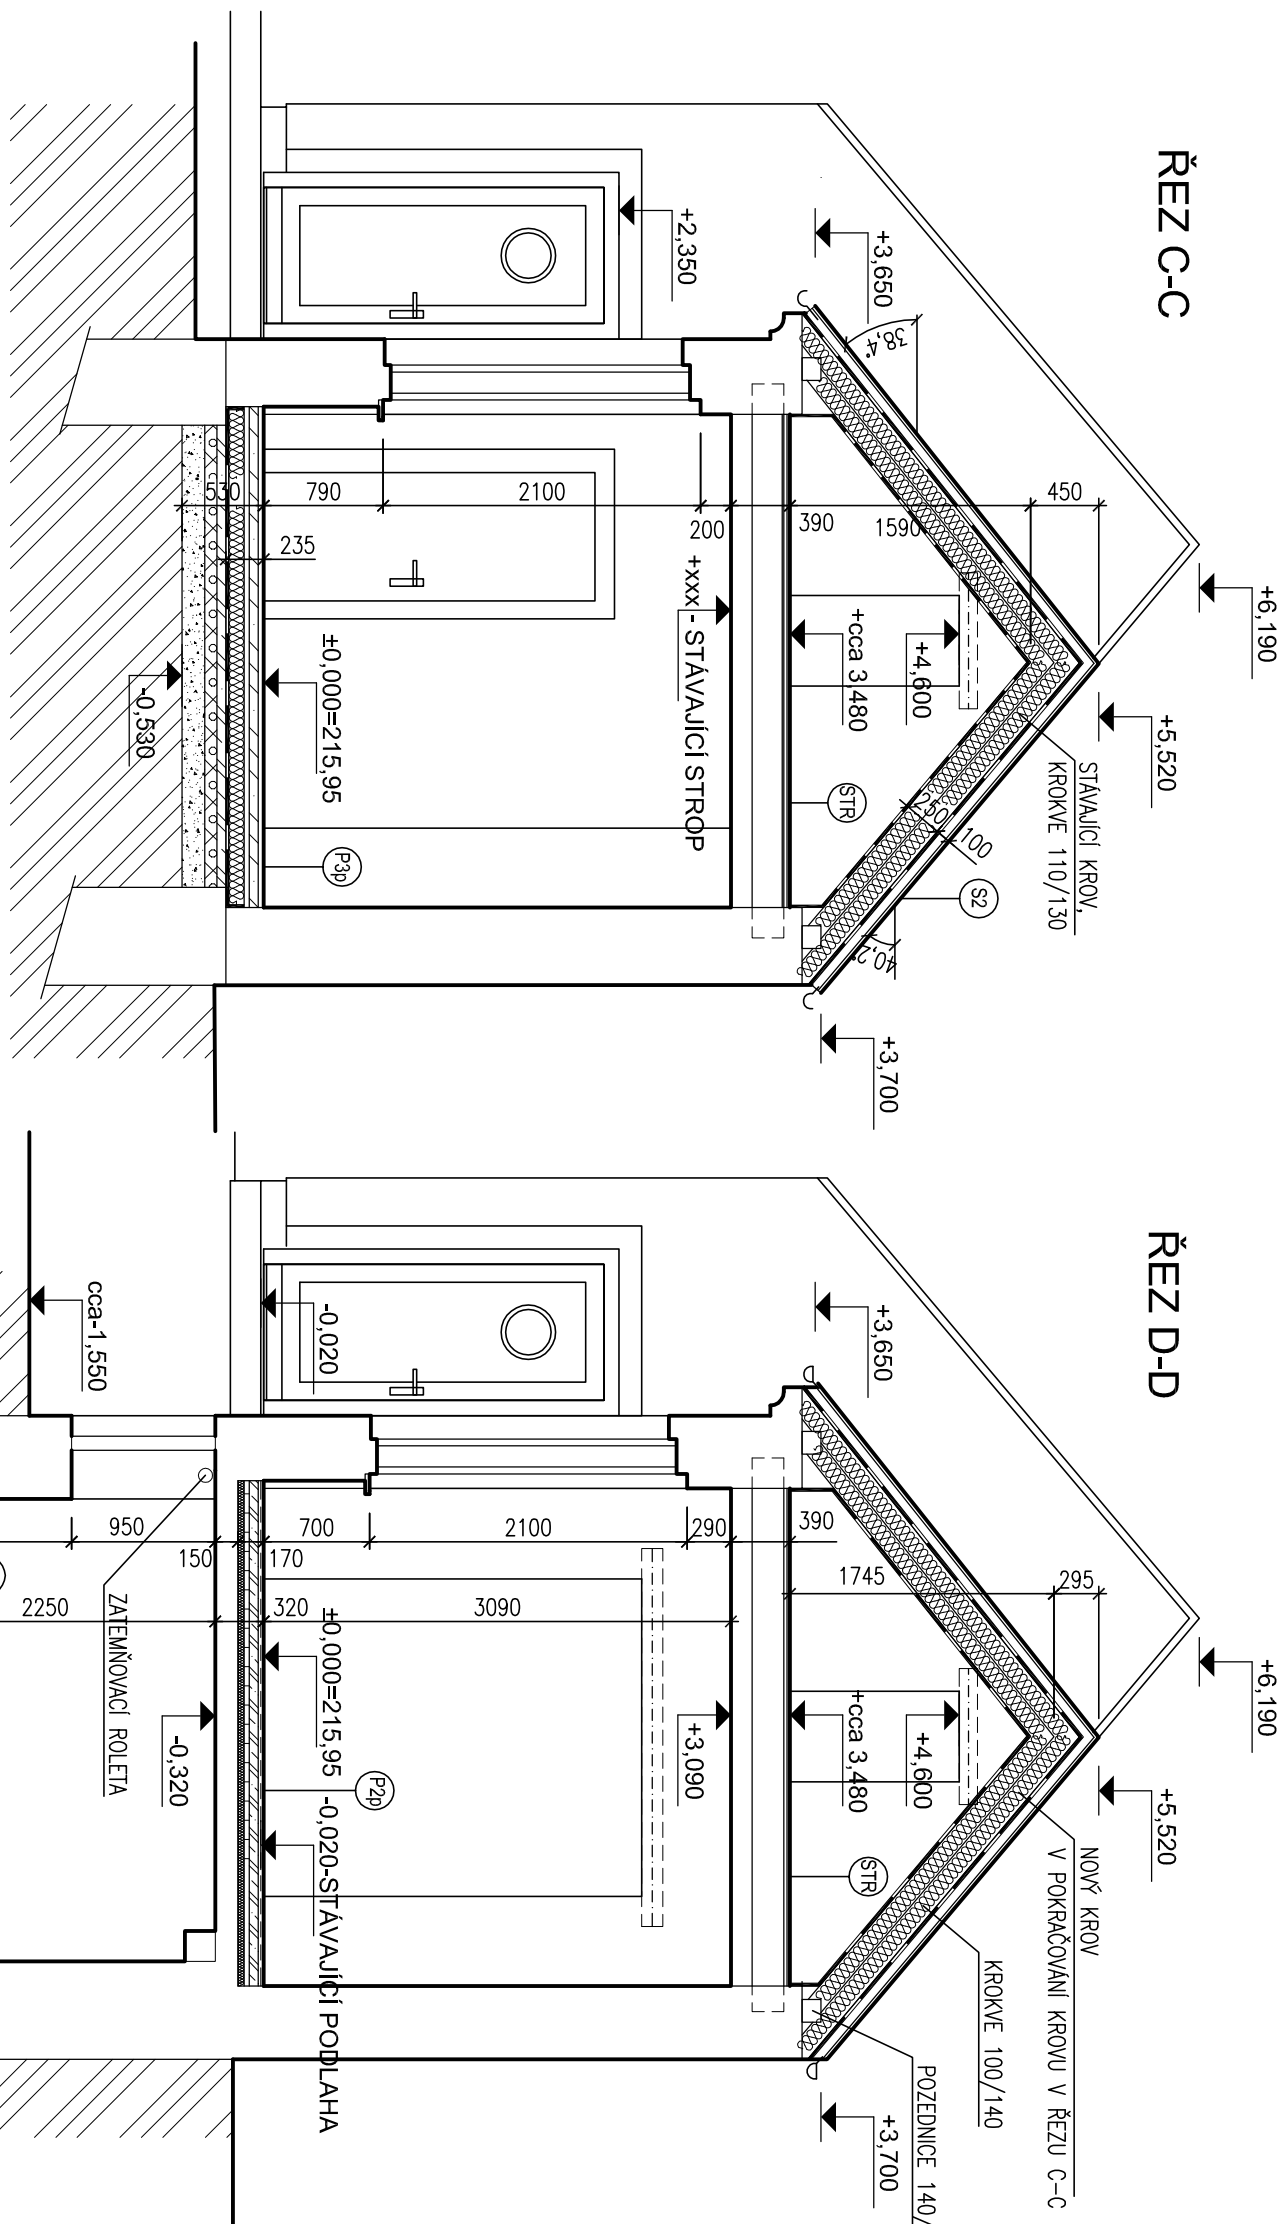 ŘEZ C-C
+6,190
+5,520
STÁVAJÍCÍ KROV,
KROKVE 110/130
+3,650
38,4°
450
1590
+4,600
+cca 3,480
STR
250
100
S2
40,2°
+3,700
+2,350
390
200
+xxx - STÁVAJÍCÍ STROP
2100
790
530
235
±0,000=215,95
P3p
-0,530
ŘEZ D-D
+6,190
+5,520
NOVÝ KROV
V POKRAČOVÁNÍ KROVU V ŘEZU C-C
KROKVE 100/140
POZEDNICE 140/
+3,650
295
1745
+4,600
+cca 3,480
STR
+3,700
390
290
+3,090
2100
3090
700
170
320
150
950
2250
-0,020
±0,000=215,95
P2p
-0,020-STÁVAJÍCÍ PODLAHA
-0,320
ZATEMŇOVACÍ ROLETA
cca-1,550